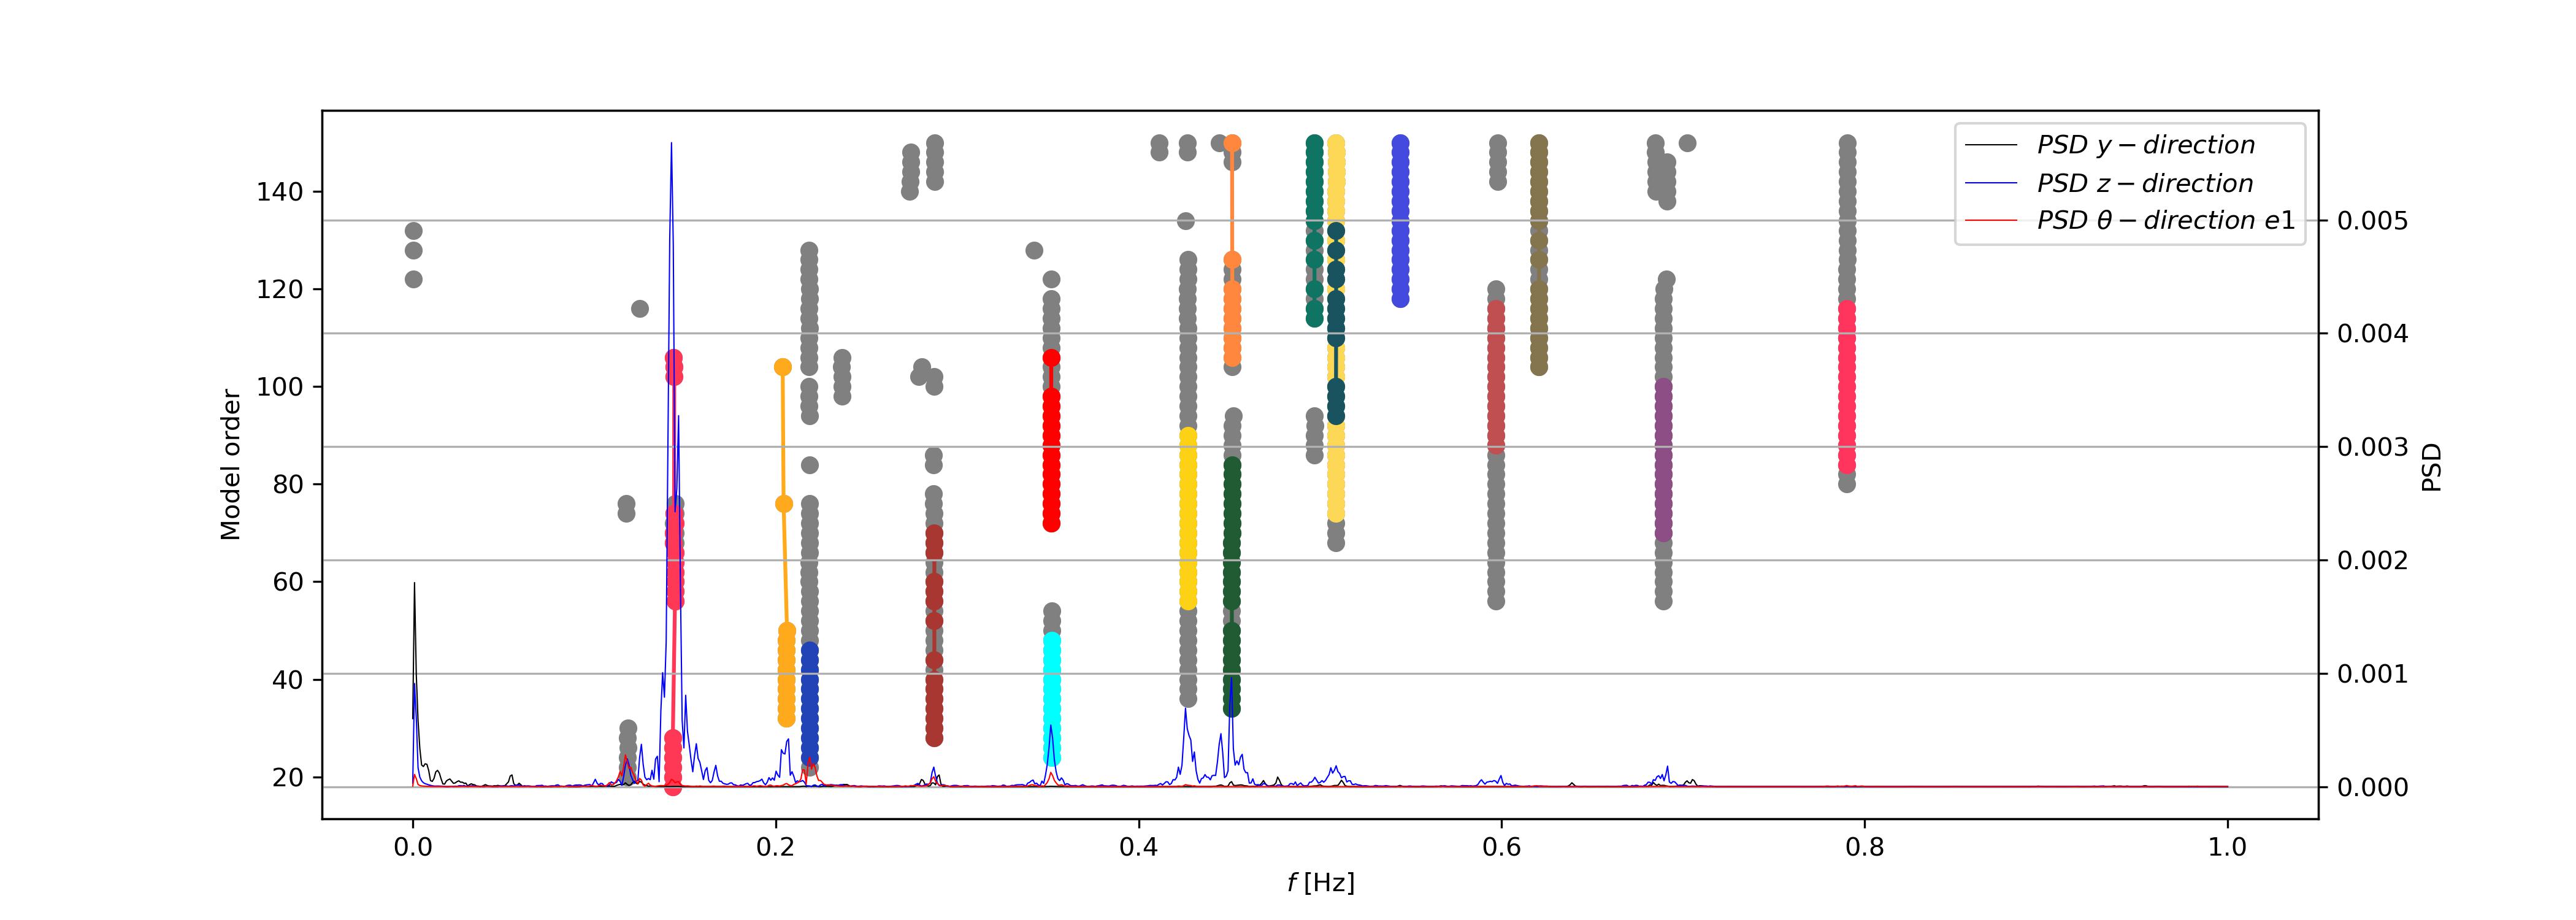 PSD y − direction
PSD z − direction
PSD θ − direction e1
Model order
140
120
100
80
60
40
20
0.005
0.004
0.003
0.002
0.001
0.000
PSD
0.0 0.2 0.4 0.6 0.8 1.0
f [Hz]